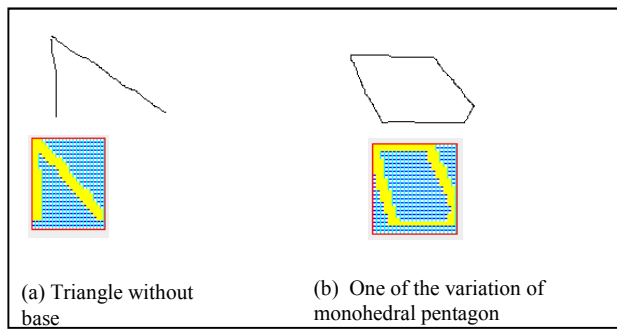 (a) Triangle without
base
(b) One of the variation of
monohedral pentagon